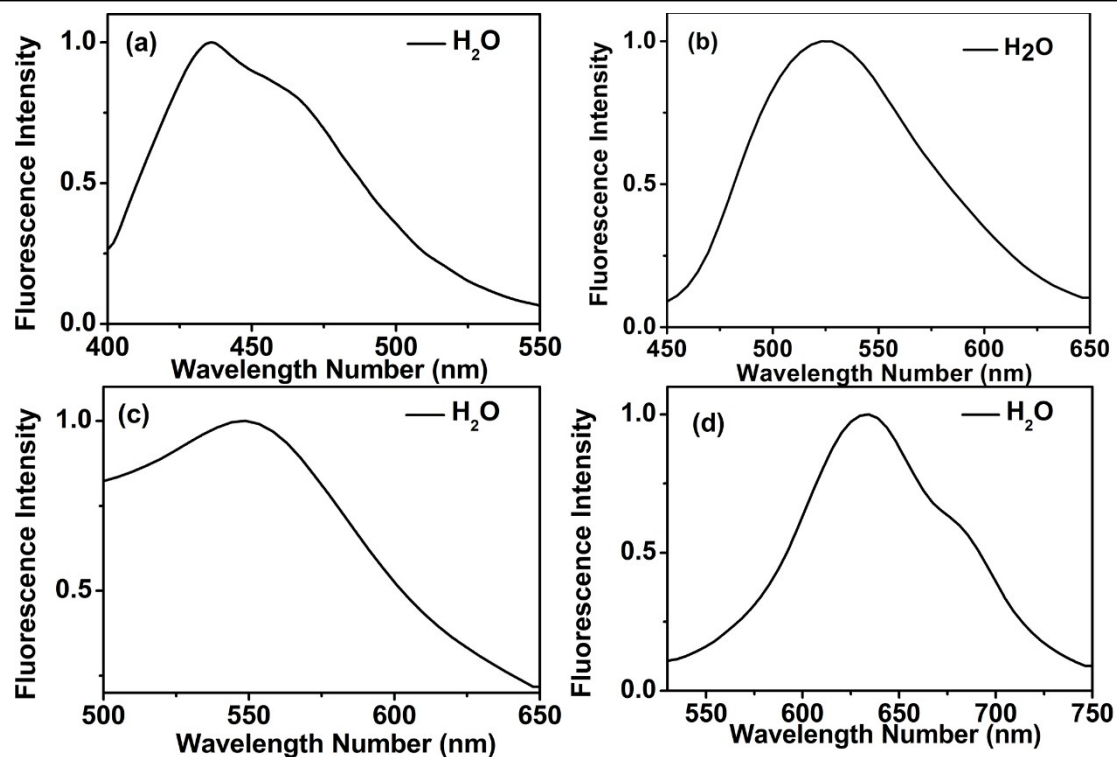 (a)
H₂O
Fluorescence Intensity
1.0
0.5
0.0
400 450 500 550
Wavelength Number (nm)
(b)
H2O
Fluorescence Intensity
1.0
0.5
0.0
450 500 550 600 650
Wavelength Number (nm)
(c)
H₂O
Fluorescence Intensity
1.0
0.5
500 550 600 650
Wavelength Number (nm)
(d)
H₂O
Fluorescence Intensity
1.0
0.5
0.0
550 600 650 700 750
Wavelength Number (nm)